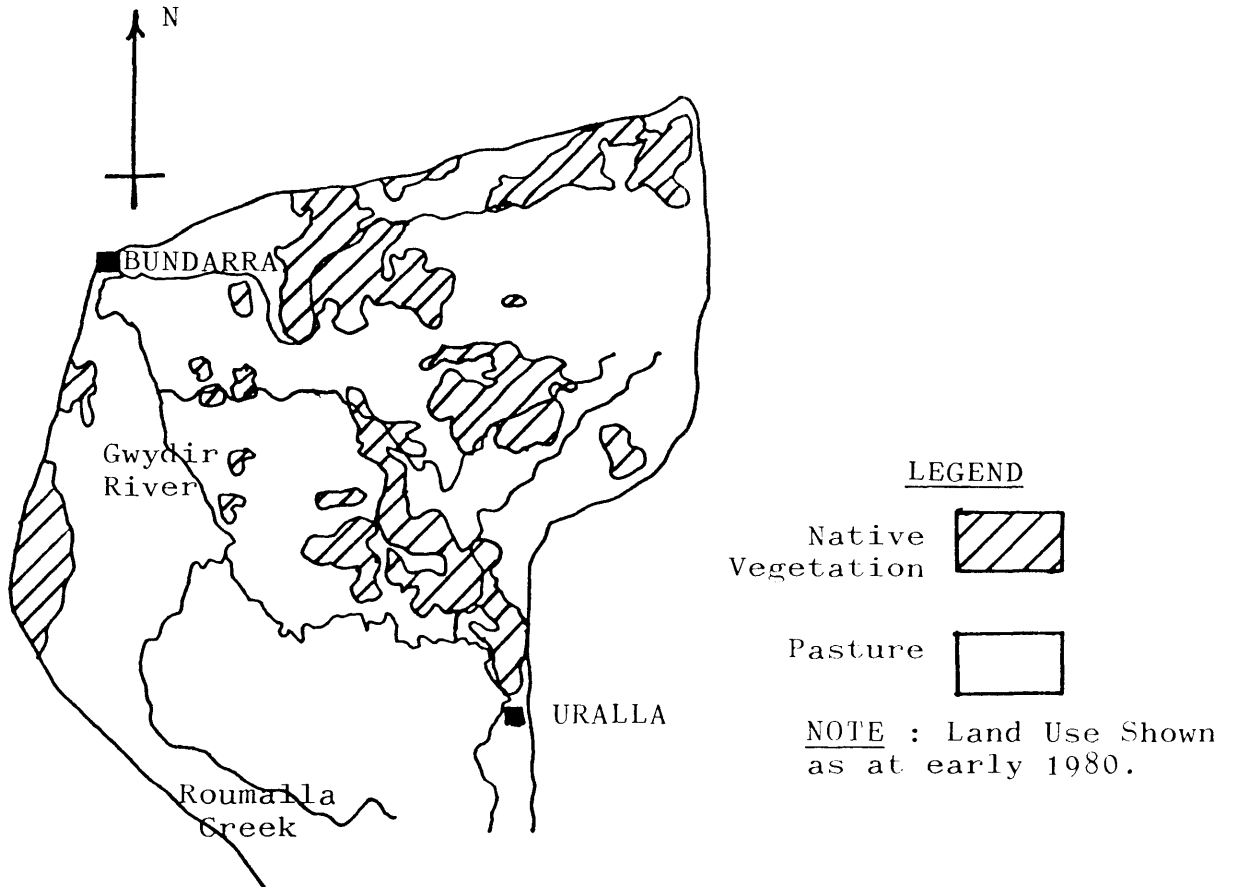 N
BUNDARRA
Gwydir
River
LEGEND
Native
Vegetation
Pasture
URALLA
NOTE : Land Use Shown
as at early 1980.
Roumalla
Creek